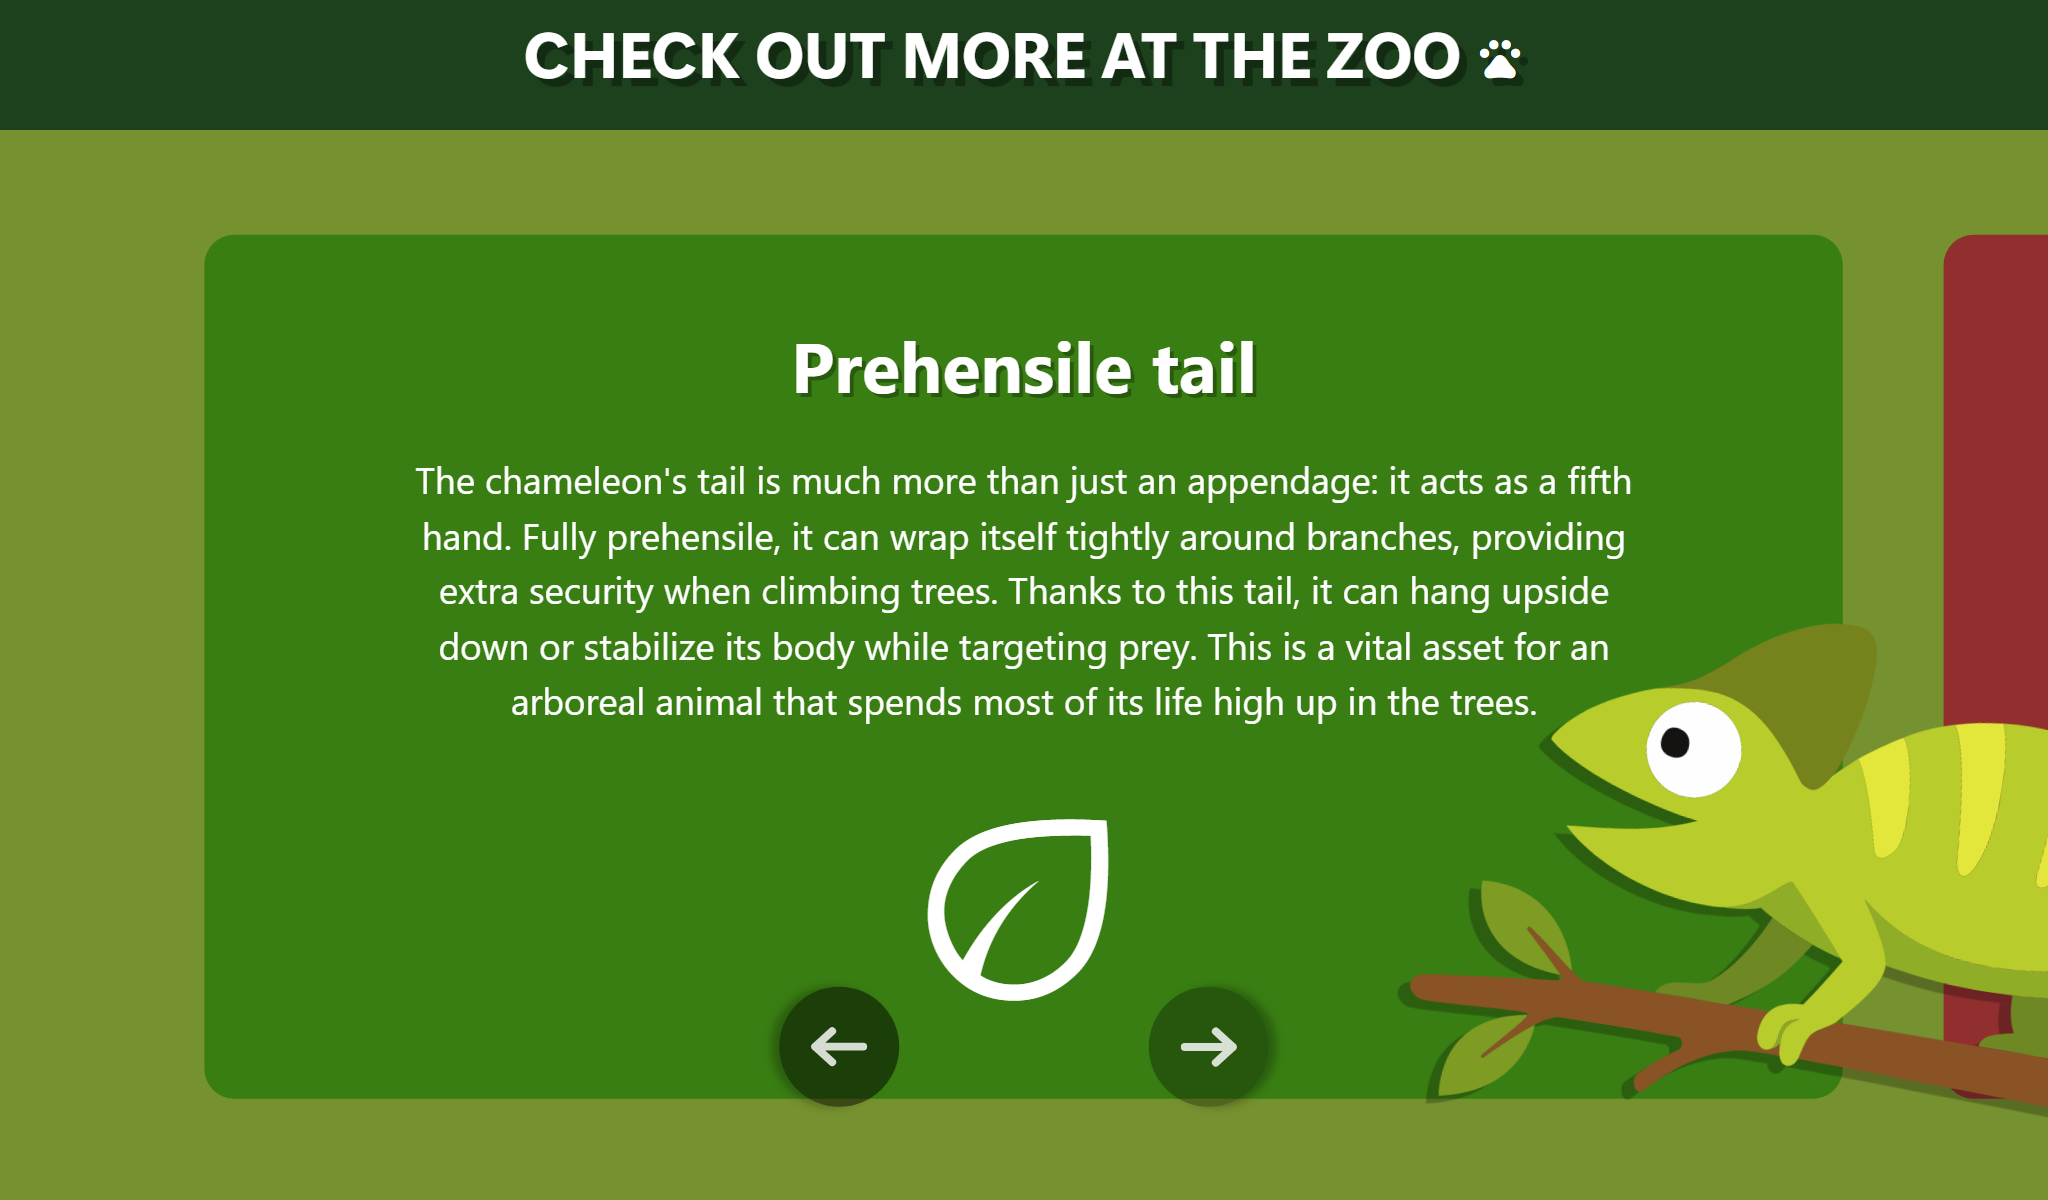 CHECK OUT MORE AT THE ZOO
Prehensile tail
The chameleon's tail is much more than just an appendage: it acts as a fifth
hand. Fully prehensile, it can wrap itself tightly around branches, providing
extra security when climbing trees. Thanks to this tail, it can hang upside
down or stabilize its body while targeting prey. This is a vital asset for an
arboreal animal that spends most of its life high up in the trees.